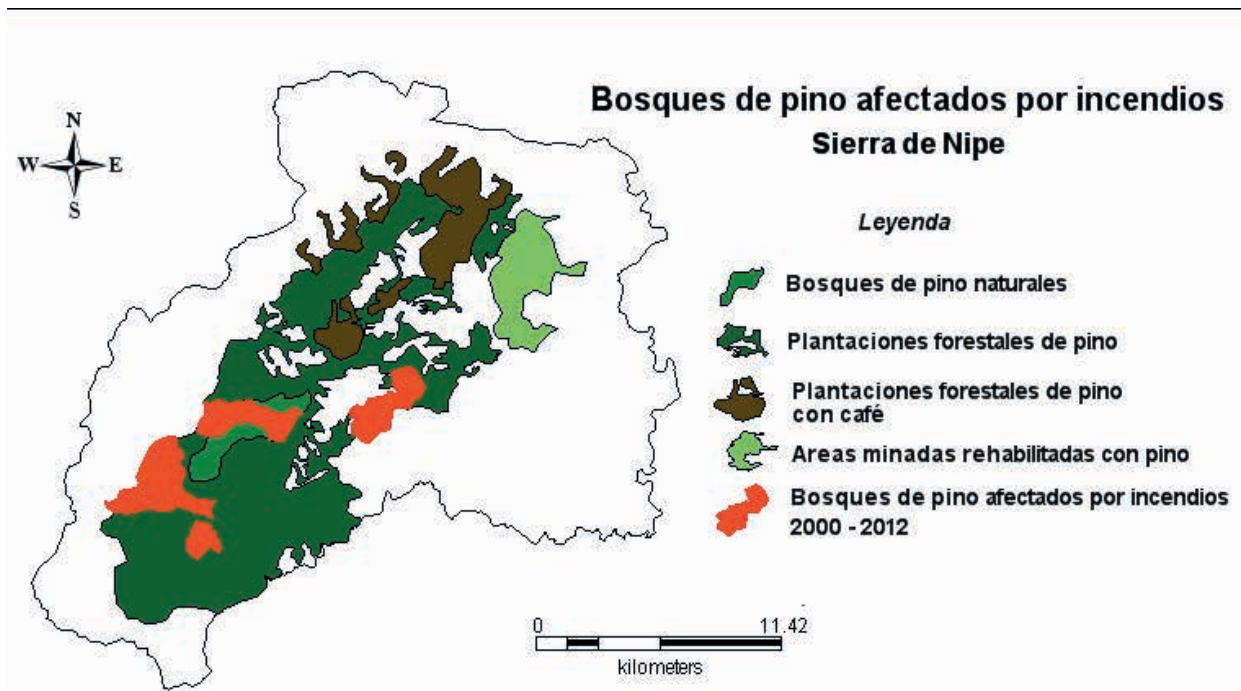 Bosques de pino afectados por incendios
Sierra de Nipe
N
W E
S
Leyenda
Bosques de pino naturales
Plantaciones forestales de pino
Plantaciones forestales de pino
con café
Areas minadas rehabilitadas con pino
Bosques de pino afectados por incendios
2000 - 2012
0 11.42
kilometers